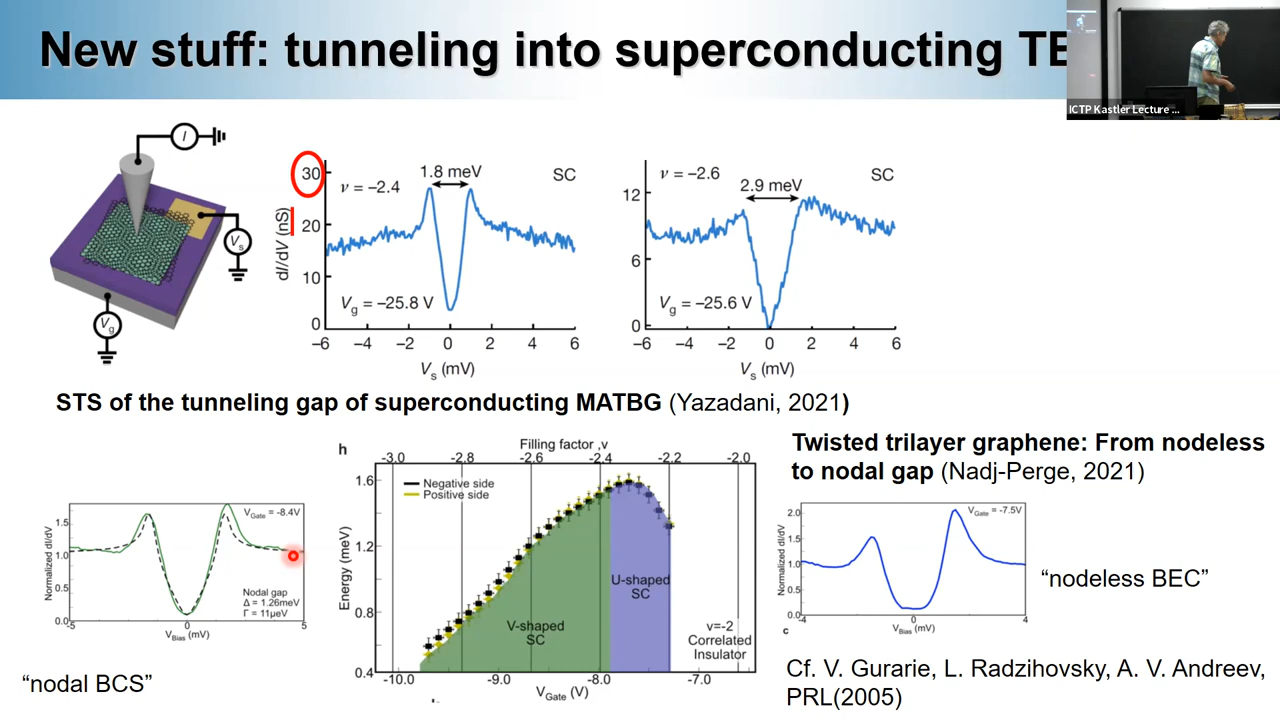 New stuff: tunneling into superconducting TE
ICTP Kastler Lecture ...
I
Vs
Vg
30
20
10
0
dI/dV (nS)
ν = −2.4
1.8 meV
SC
Vg = −25.8 V
−6 −4 −2 0 2 4 6
Vs (mV)
12
6
0
ν = −2.6
2.9 meV
SC
Vg = −25.6 V
−6 −4 −2 0 2 4 6
Vs (mV)
STS of the tunneling gap of superconducting MATBG (Yazadani, 2021)
Normalized dI/dV
1.5
1.0
0.5
0.0
VGate = -8.4V
Nodal gap
Δ = 1.26meV
Γ = 11μeV
-5 0 5
VBias (mV)
"nodal BCS"
h
Filling factor ,v
-3.0 -2.8 -2.6 -2.4 -2.2 -2.0
Negative side
Positive side
Energy (meV)
1.6
1.2
0.8
0.4
V-shaped
SC
U-shaped
SC
v=-2
Correlated
Insulator
-10.0 -9.0 -8.0 -7.0
VGate (V)
Twisted trilayer graphene: From nodeless
to nodal gap (Nadj-Perge, 2021)
Normalized dI/dV
2.0
1.5
1.0
0.5
0.0
VGate = -7.5V
-4 0 4
c
VBias (mV)
"nodeless BEC"
Cf. V. Gurarie, L. Radzihovsky, A. V. Andreev,
PRL(2005)